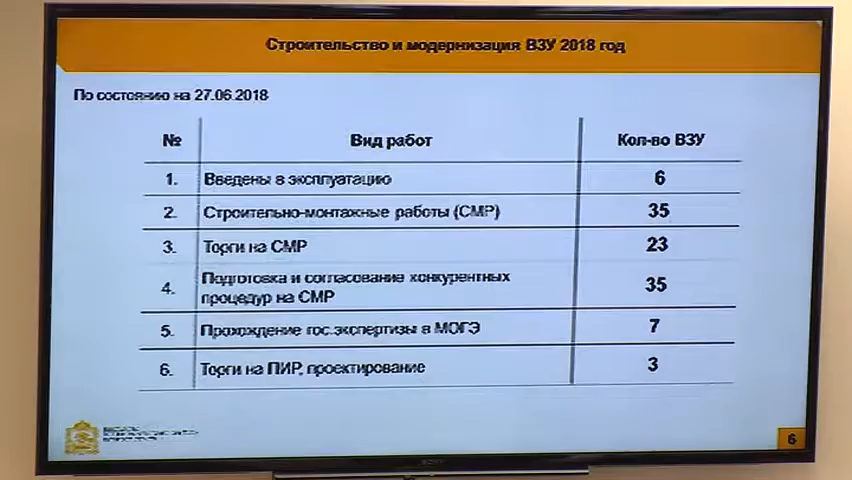 Строительство и модернизация ВЗУ 2018 год
По состоянию на 27.06.2018
№ Вид работ Кол-во ВЗУ
1. Введены в эксплуатацию 6
2. Строительно-монтажные работы (СМР) 35
3. Торги на СМР 23
4. Подготовка и согласование конкурентных
процедур на СМР 35
5. Прохождение гос.экспертизы в МОГЭ 7
6. Торги на ПИР, проектирование 3
6